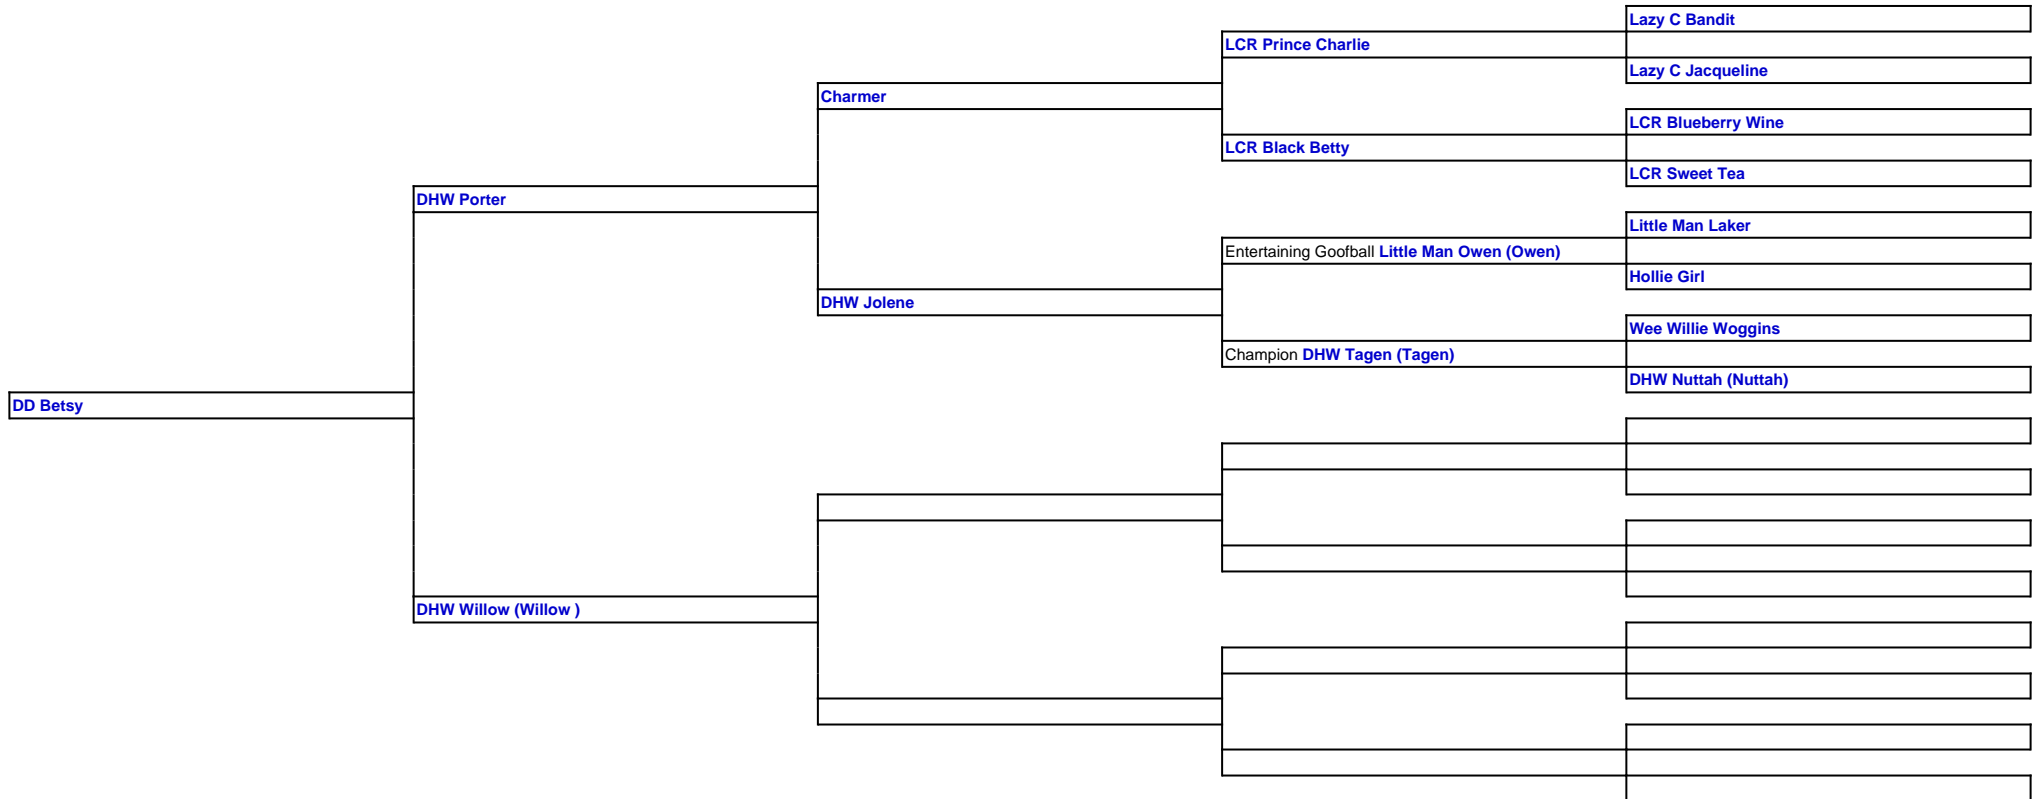 Lazy C Bandit
LCR Prince Charlie
Lazy C Jacqueline
Charmer
LCR Blueberry Wine
LCR Black Betty
LCR Sweet Tea
DHW Porter
Little Man Laker
Entertaining Goofball Little Man Owen (Owen)
Hollie Girl
DHW Jolene
Wee Willie Woggins
Champion DHW Tagen (Tagen)
DHW Nuttah (Nuttah)
DD Betsy
DHW Willow (Willow )